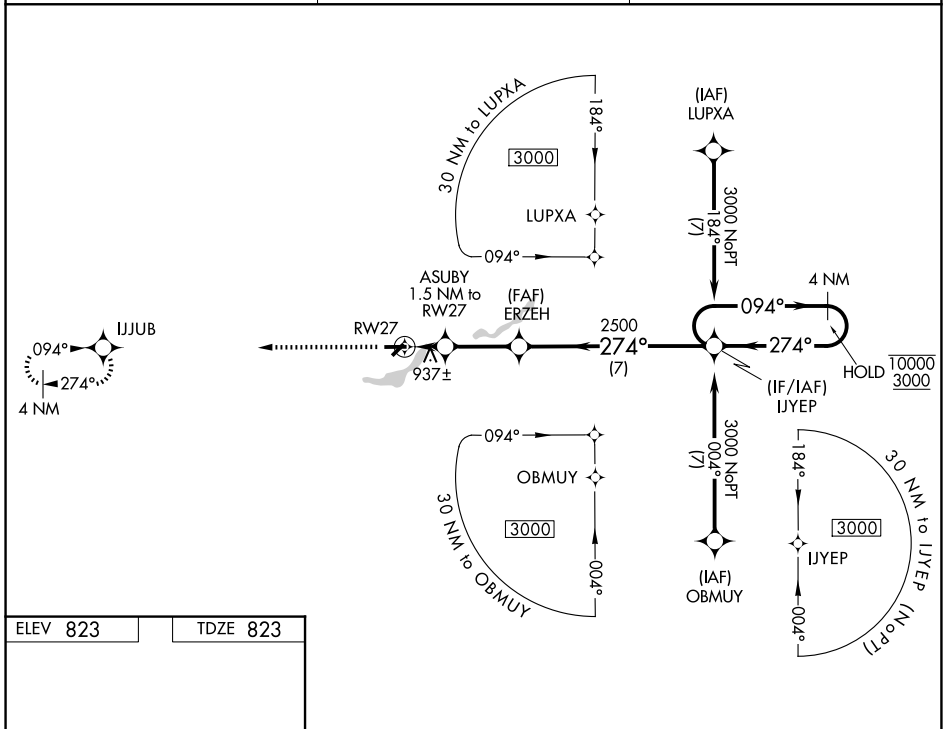 30 NM to LUPXA
184°
3000
LUPXA
094°
(IAF)
LUPXA
3000 NoPT
184°
(7)
4 NM
094°
ASUBY
1.5 NM to
RW27
(FAF)
ERZEH
RW27
937±
2500
274°
(7)
274°
HOLD
10000
3000
(IF/IAF)
IJYEP
IJJUB
094°
274°
4 NM
094°
OBMUY
3000
30 NM to OBMUY
004°
3000 NoPT
004°
(7)
(IAF)
OBMUY
184°
3000
IJYEP
004°
30 NM to IJYEP (NoPT)
ELEV 823
TDZE 823